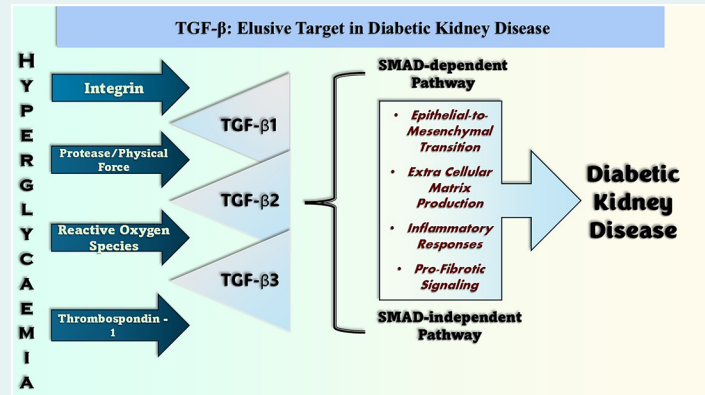 TGF-β: Elusive Target in Diabetic Kidney Disease
HYPERGLYCAEMIA
Integrin
Protease/Physical
Force
Reactive Oxygen
Species
Thrombospondin -
1
TGF-β1
TGF-β2
TGF-β3
SMAD-dependent
Pathway
• Epithelial-to-
Mesenchymal
Transition
• Extra Cellular
Matrix
Production
• Inflammatory
Responses
• Pro-Fibrotic
Signaling
SMAD-independent
Pathway
Diabetic
Kidney
Disease